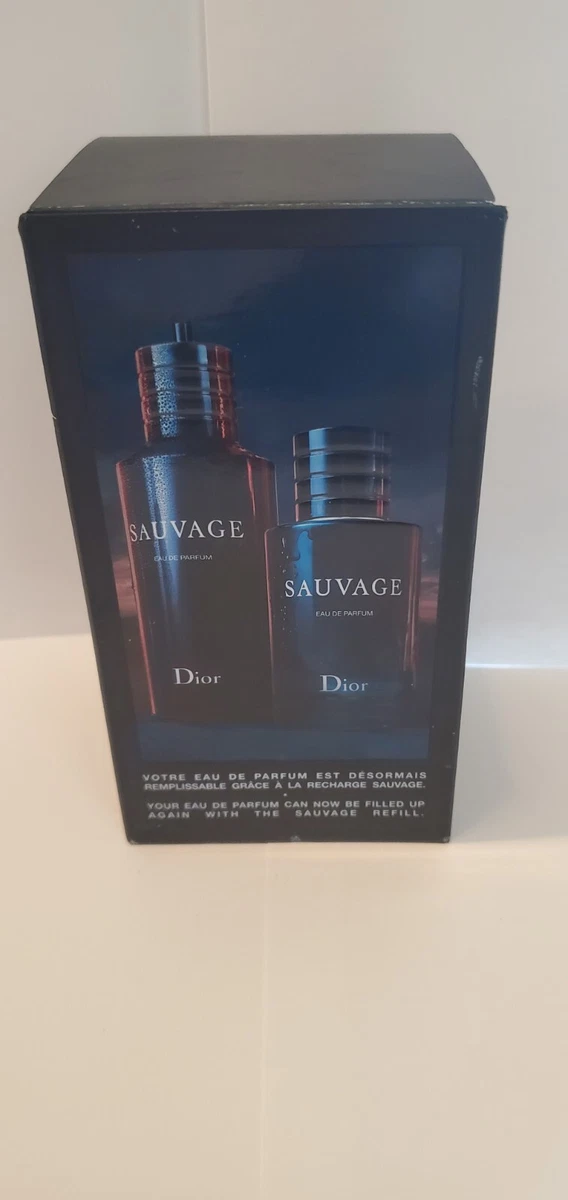 SAUVAGE
EAU DE PARFUM
Dior
SAUVAGE
EAU DE PARFUM
Dior
VOTRE EAU DE PARFUM EST DÉSORMAIS
REMPLISSABLE GRÂCE À LA RECHARGE SAUVAGE.
•
YOUR EAU DE PARFUM CAN NOW BE FILLED UP
AGAIN WITH THE SAUVAGE REFILL.